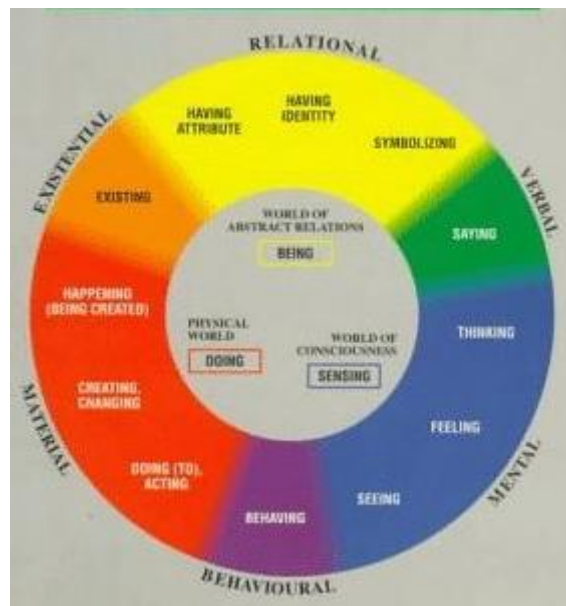 RELATIONAL
HAVING
ATTRIBUTE
HAVING
IDENTITY
SYMBOLIZING
EXISTENTIAL
EXISTING
VERBAL
SAYING
WORLD OF
ABSTRACT RELATIONS
BEING
HAPPENING
(BEING CREATED)
PHYSICAL
WORLD
DOING
WORLD OF
CONSCIOUSNESS
SENSING
THINKING
CREATING,
CHANGING
FEELING
MATERIAL
DOING (TO),
ACTING
SEEING
MENTAL
BEHAVING
BEHAVIOURAL